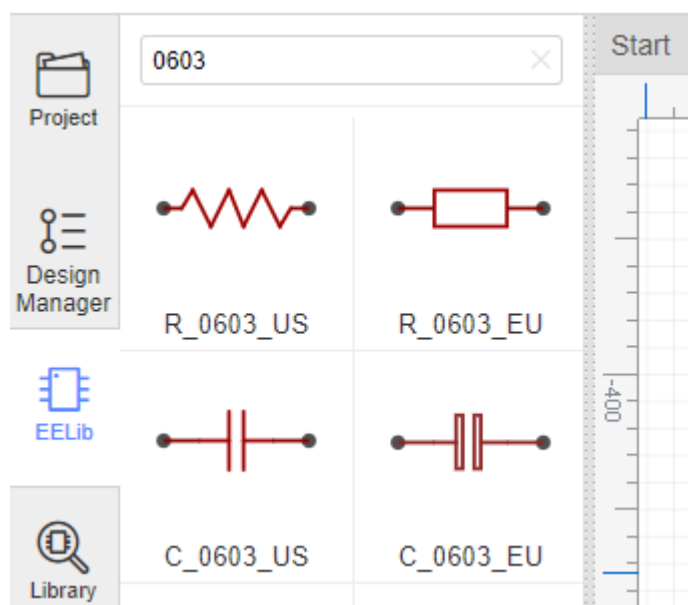 0603
Start
Project
Design
Manager
R_0603_US
R_0603_EU
EELib
-400
C_0603_US
C_0603_EU
Library